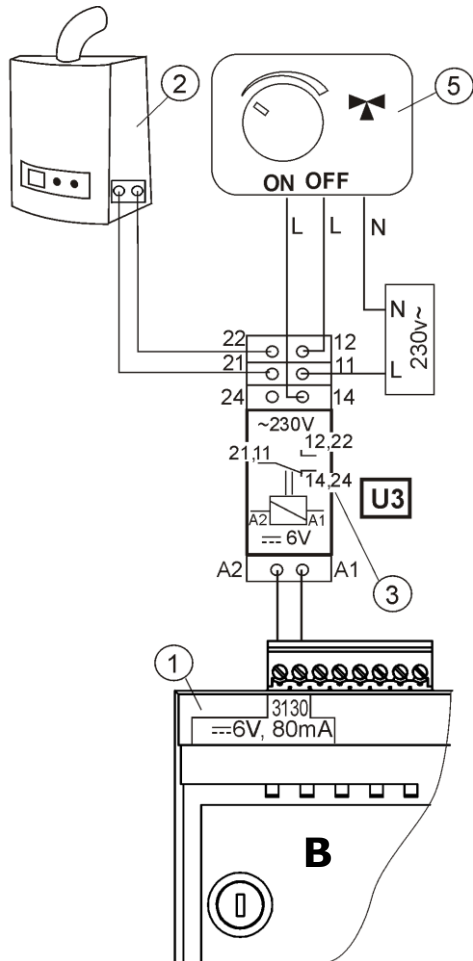 2
5
ON OFF
L L N
22 12
21 11
24 14
N
230v~
L
~230V
12,22
21,11
14,24
U3
A2 A1
⎓ 6V
A2 A1
3
1
3130
⎓6V, 80mA
B